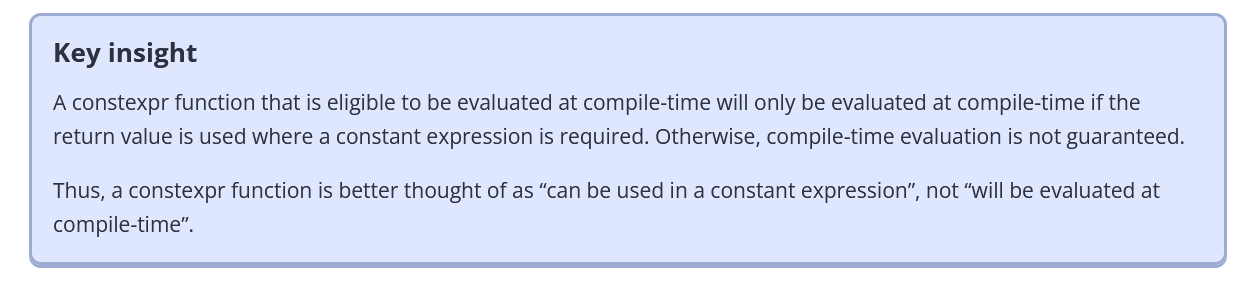 Key insight
A constexpr function that is eligible to be evaluated at compile-time will only be evaluated at compile-time if the
return value is used where a constant expression is required. Otherwise, compile-time evaluation is not guaranteed.
Thus, a constexpr function is better thought of as “can be used in a constant expression”, not “will be evaluated at
compile-time”.